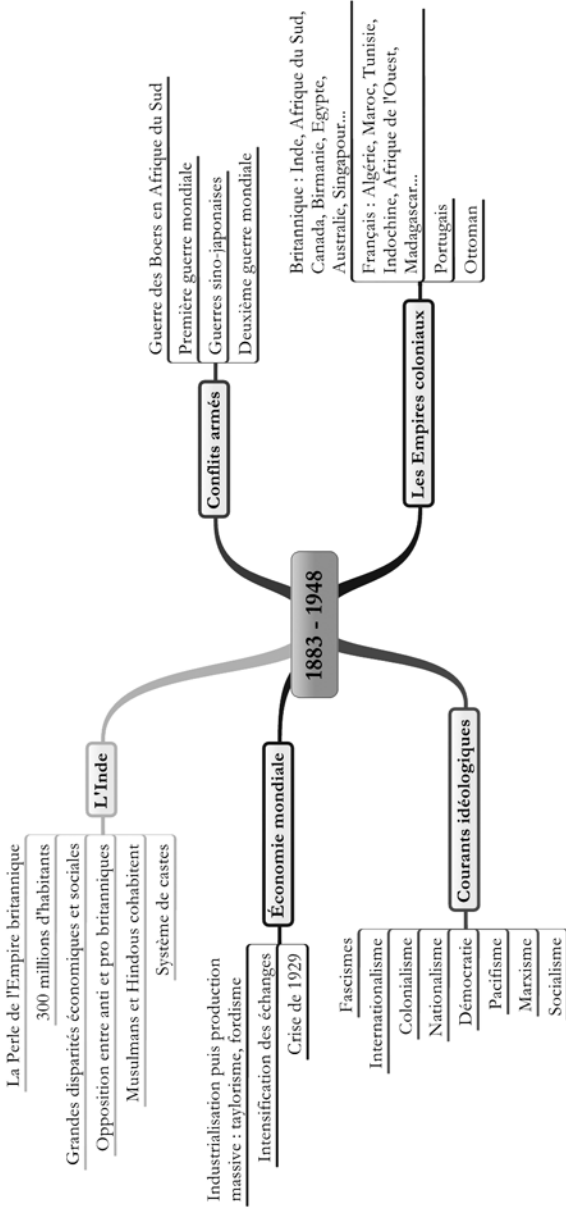 La Perle de l'Empire britannique
300 millions d'habitants
Grandes disparités économiques et sociales
Opposition entre anti et pro britanniques
Musulmans et Hindous cohabitent
Système de castes
L'Inde
Industrialisation puis production
massive : taylorisme, fordisme
Intensification des échanges
Crise de 1929
Économie mondiale
Fascismes
Internationalisme
Colonialisme
Nationalisme
Démocratie
Pacifisme
Marxisme
Socialisme
Courants idéologiques
1883 - 1948
Conflits armés
Guerre des Boers en Afrique du Sud
Première guerre mondiale
Guerres sino-japonaises
Deuxième guerre mondiale
Les Empires coloniaux
Britannique : Inde, Afrique du Sud,
Canada, Birmanie, Egypte,
Australie, Singapour...
Français : Algérie, Maroc, Tunisie,
Indochine, Afrique de l'Ouest,
Madagascar...
Portugais
Ottoman